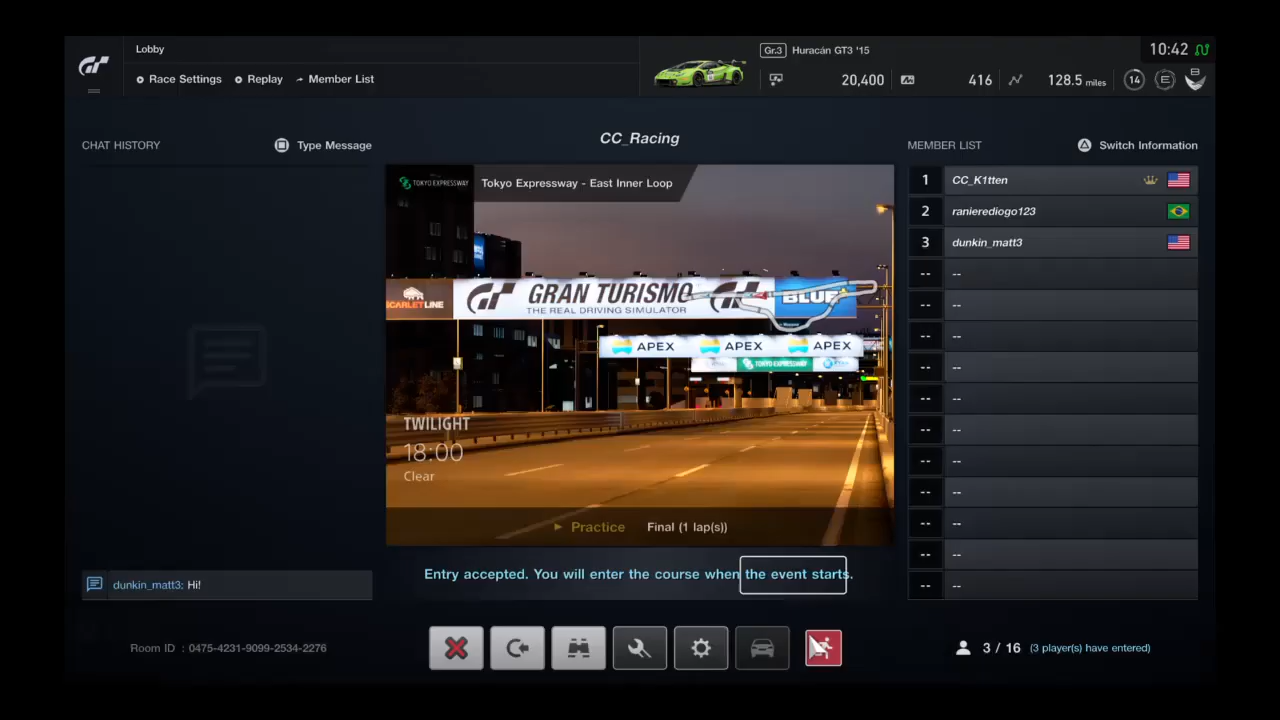 Lobby
Race Settings Replay Member List
Gr.3 Huracán GT3 '15
20,400 416 128.5 miles 14 E B
10:42
CHAT HISTORY
Type Message
CC_Racing
MEMBER LIST
Switch Information
TOKYO EXPRESSWAY Tokyo Expressway - East Inner Loop
SCARLETLINE GT GRAN TURISMO GT BLUE
THE REAL DRIVING SIMULATOR
APEX APEX APEX
TOKYO EXPRESSWAY
TWILIGHT
18:00
Clear
Practice Final (1 lap(s))
1 CC_K1tten
2 ranierediogo123
3 dunkin_matt3
-- --
-- --
-- --
-- --
-- --
-- --
-- --
-- --
-- --
-- --
-- --
dunkin_matt3: Hi!
Entry accepted. You will enter the course when the event starts.
Room ID : 0475-4231-9099-2534-2276
3 / 16 (3 player(s) have entered)